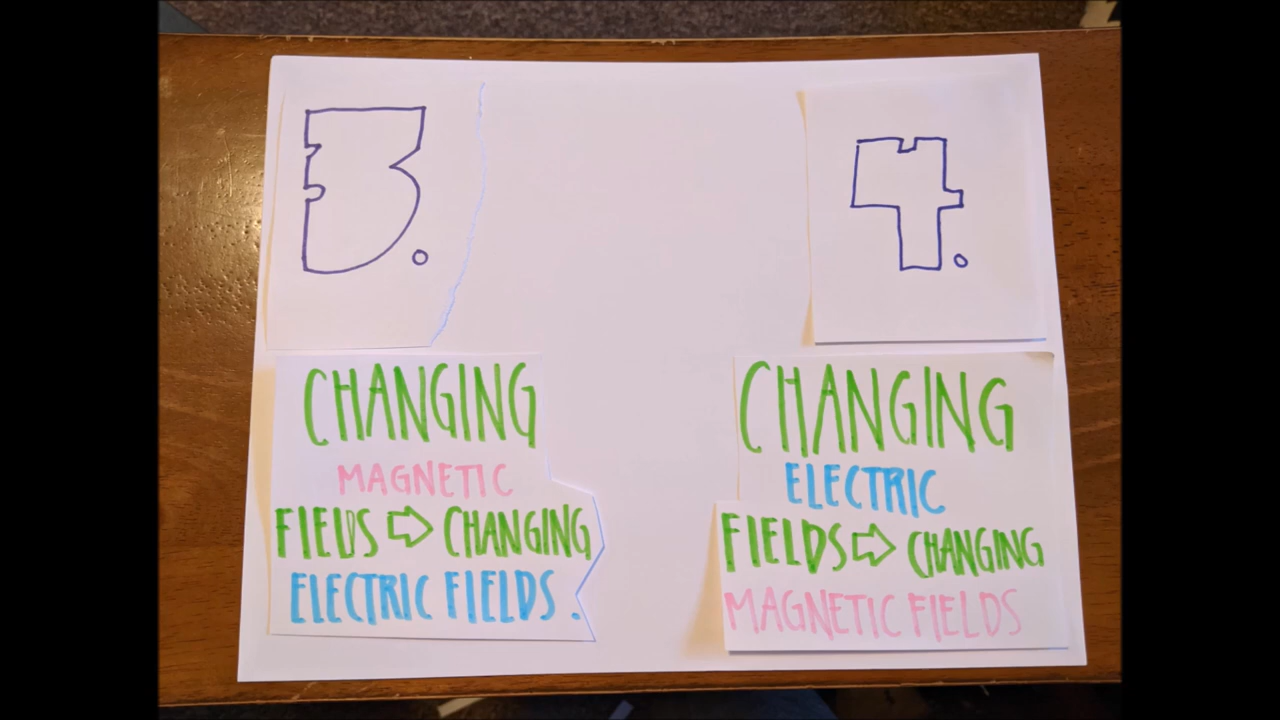 3.
CHANGING
MAGNETIC
FIELDS ⇨ CHANGING
ELECTRIC FIELDS.
4.
CHANGING
ELECTRIC
FIELDS ⇨ CHANGING
MAGNETIC FIELDS